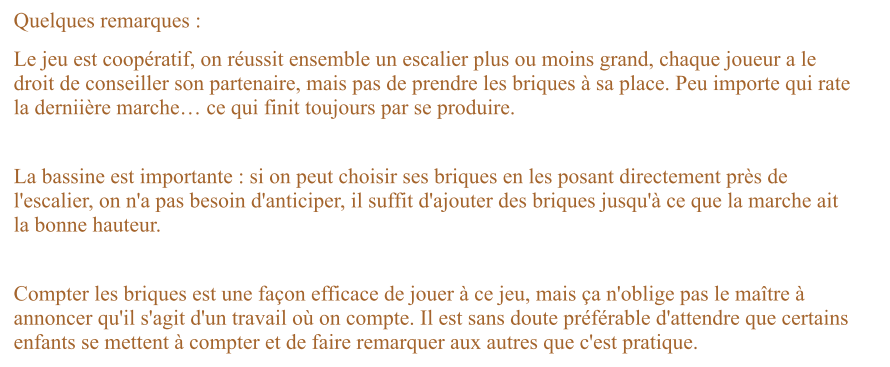 Quelques remarques :
Le jeu est coopératif, on réussit ensemble un escalier plus ou moins grand, chaque joueur a le
droit de conseiller son partenaire, mais pas de prendre les briques à sa place. Peu importe qui rate
la derniière marche… ce qui finit toujours par se produire.
La bassine est importante : si on peut choisir ses briques en les posant directement près de
l'escalier, on n'a pas besoin d'anticiper, il suffit d'ajouter des briques jusqu'à ce que la marche ait
la bonne hauteur.
Compter les briques est une façon efficace de jouer à ce jeu, mais ça n'oblige pas le maître à
annoncer qu'il s'agit d'un travail où on compte. Il est sans doute préférable d'attendre que certains
enfants se mettent à compter et de faire remarquer aux autres que c'est pratique.